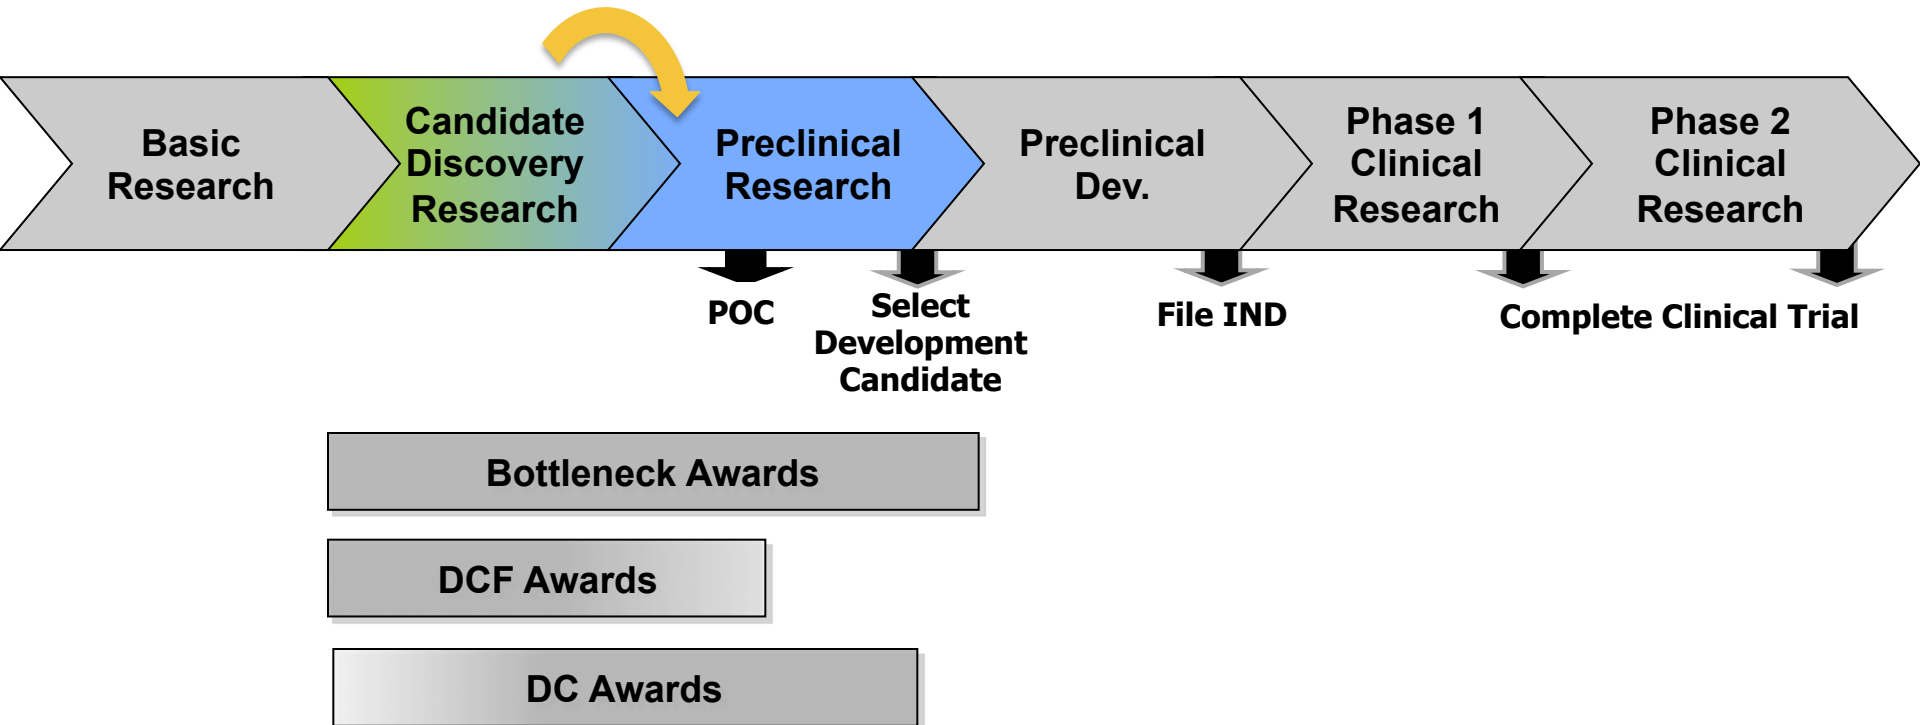 Basic
Research
Candidate
Discovery
Research
Preclinical
Research
Preclinical
Dev.
Phase 1
Clinical
Research
Phase 2
Clinical
Research
POC
Select
Development
Candidate
File IND
Complete Clinical Trial
Bottleneck Awards
DCF Awards
DC Awards